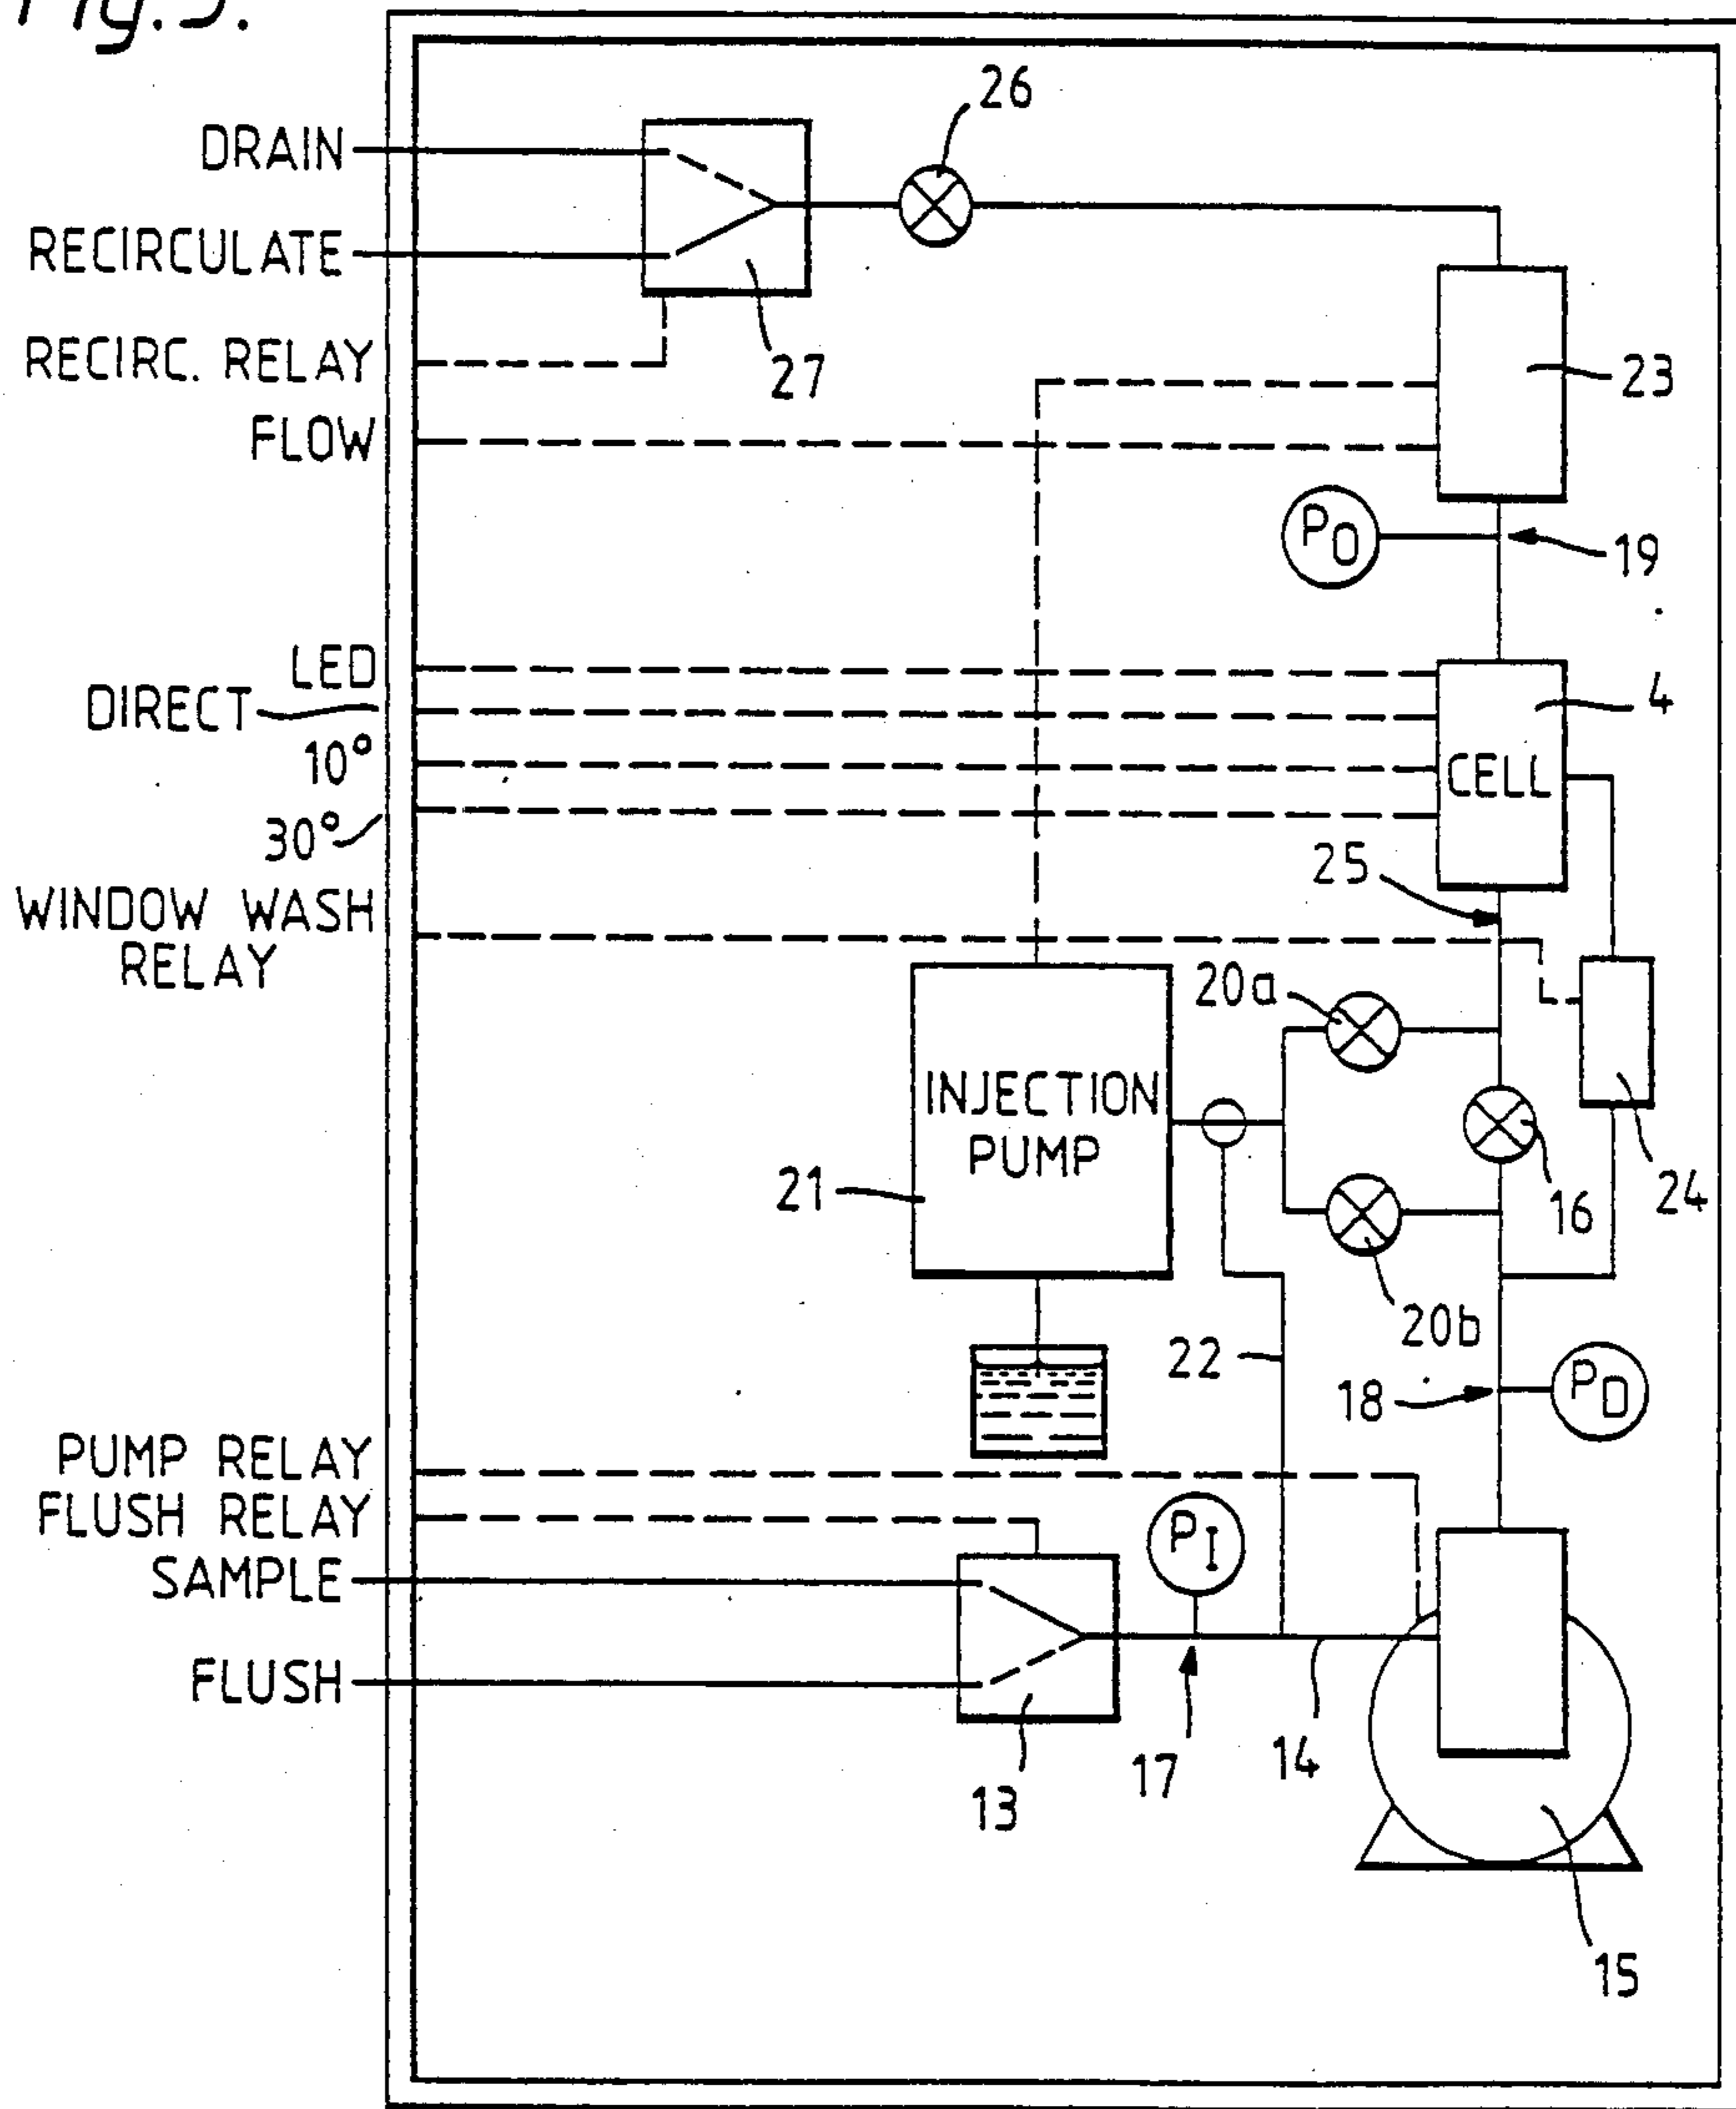 Fig.5.
26
DRAIN
RECIRCULATE
RECIRC. RELAY
27
23
FLOW
PO
19
LED
DIRECT
4
10°
CELL
30°
25
WINDOW WASH
RELAY
20a
INJECTION
PUMP
21
16
24
20b
22
18
PD
PUMP RELAY
FLUSH RELAY
PI
SAMPLE
FLUSH
17
14
13
15